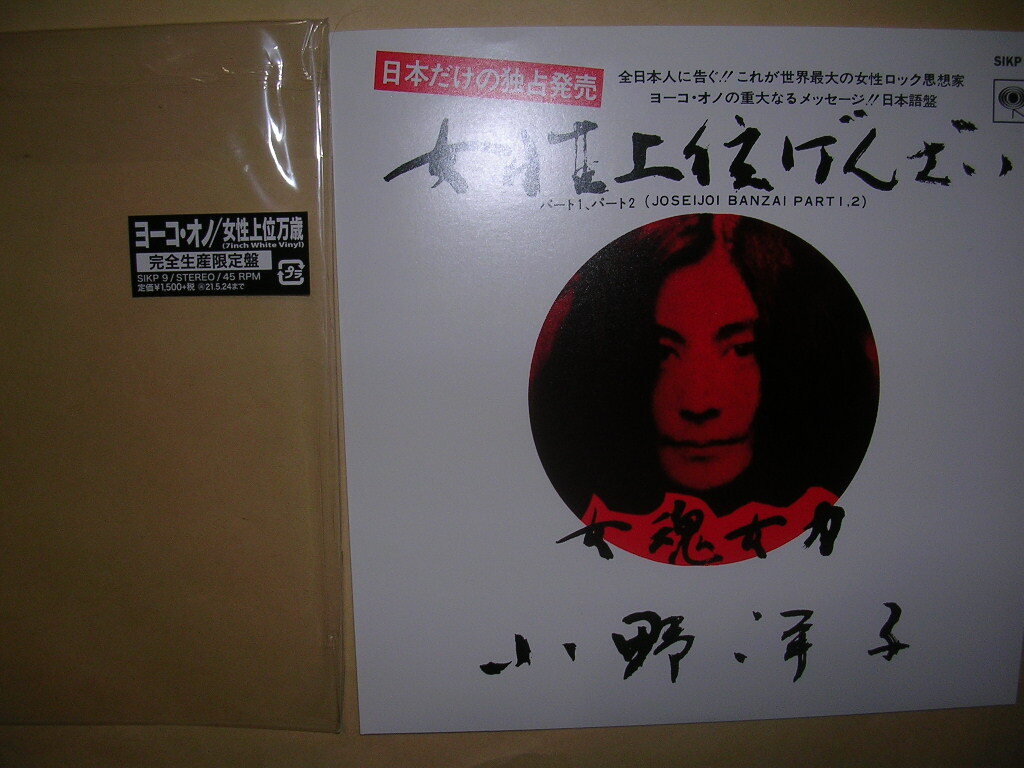 ヨーコ・オノ/女性上位万歳
(7inch White Vinyl)
完全生産限定盤
SIKP 9/STEREO/45 RPM
定価¥1,500+税 21.5.24まで
プラ
日本だけの独占発売
全日本人に告ぐ!!これが世界最大の女性ロック思想家
ヨーコ・オノの重大なるメッセージ!!日本語盤
SIKP
女性上位ばんざい
パート1、パート2 (JOSEIJOI BANZAI PART 1.2)
女魂女力
小野洋子